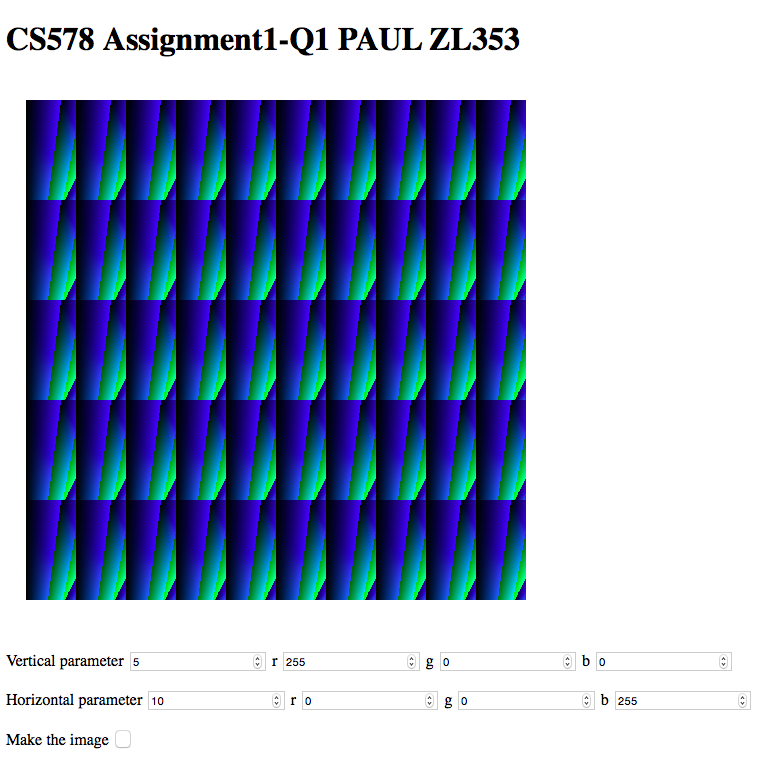 CS578 Assignment1-Q1 PAUL ZL353
Vertical parameter 5 r 255 g 0 b 0
Horizontal parameter 10 r 0 g 0 b 255
Make the image